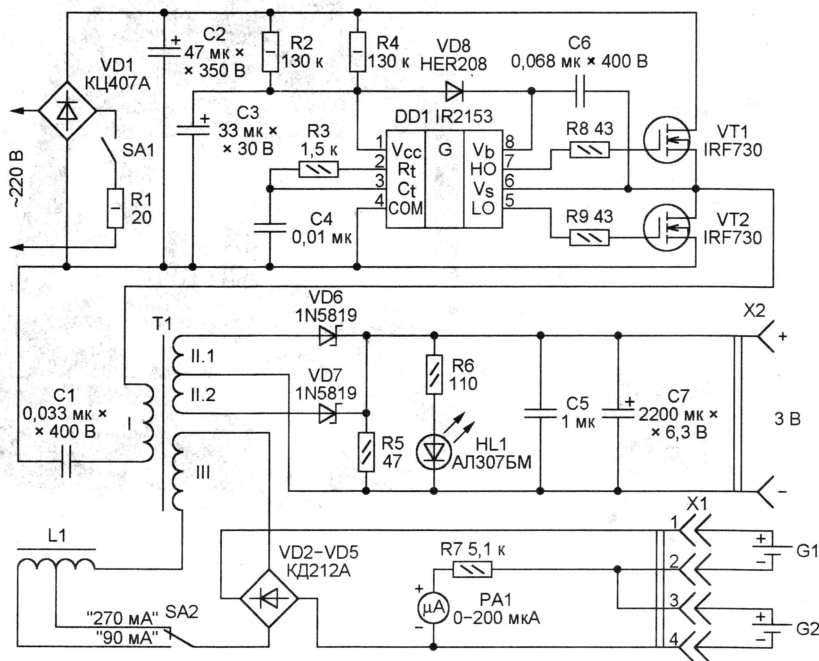 VD1
КЦ407А
C2
47 мк ×
× 350 В
R2
130 к
R4
130 к
VD8
HER208
C6
0,068 мк × 400 В
~220 В
SA1
R1
20
C3
33 мк ×
× 30 В
R3
1,5 к
C4
0,01 мк
DD1 IR2153
1
2
3
4
Vcc
Rt
Ct
COM
G
Vb
HO
Vs
LO
8
7
6
5
R8 43
R9 43
VT1
IRF730
VT2
IRF730
T1
C1
0,033 мк ×
× 400 В
I
II.1
II.2
III
VD6
1N5819
VD7
1N5819
R5
47
R6
110
HL1
АЛ307БМ
C5
1 мк
C7
2200 мк ×
× 6,3 В
X2
+
3 В
−
L1
"270 мА"
"90 мА"
SA2
VD2–VD5
КД212А
R7 5,1 к
+
µA
−
PA1
0–200 мкА
X1
1
2
3
4
+
−
G1
+
−
G2